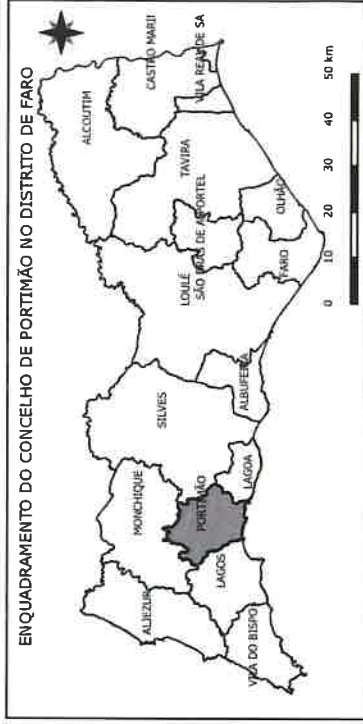 ENQUADRAMENTO DO CONCELHO DE PORTIMÃO NO DISTRITO DE FARO
ALCOUTIM
CASTRO MARIM
ALJEZUR
MONCHIQUE
SILVES
LOULÉ
TAVIRA
VILA REAL DE SA
SÃO BRÁS DE ALPORTEL
PORTIMÃO
LAGOS
LAGOA
ALBUFEIRA
FARO
OLHÃO
VILA DO BISPO
0 10 20 30 40 50 km